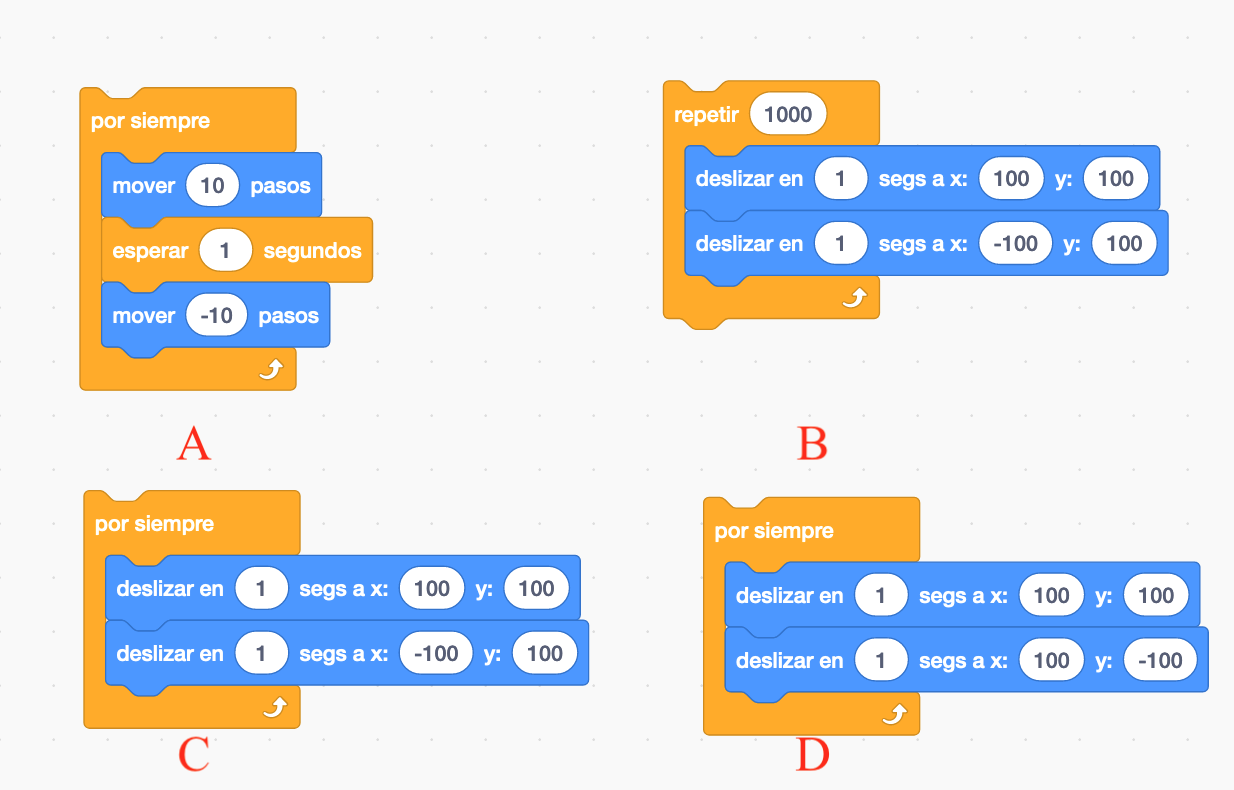 por siempre
mover 10 pasos
esperar 1 segundos
mover -10 pasos
A
repetir 1000
deslizar en 1 segs a x: 100 y: 100
deslizar en 1 segs a x: -100 y: 100
B
por siempre
deslizar en 1 segs a x: 100 y: 100
deslizar en 1 segs a x: -100 y: 100
C
por siempre
deslizar en 1 segs a x: 100 y: 100
deslizar en 1 segs a x: 100 y: -100
D